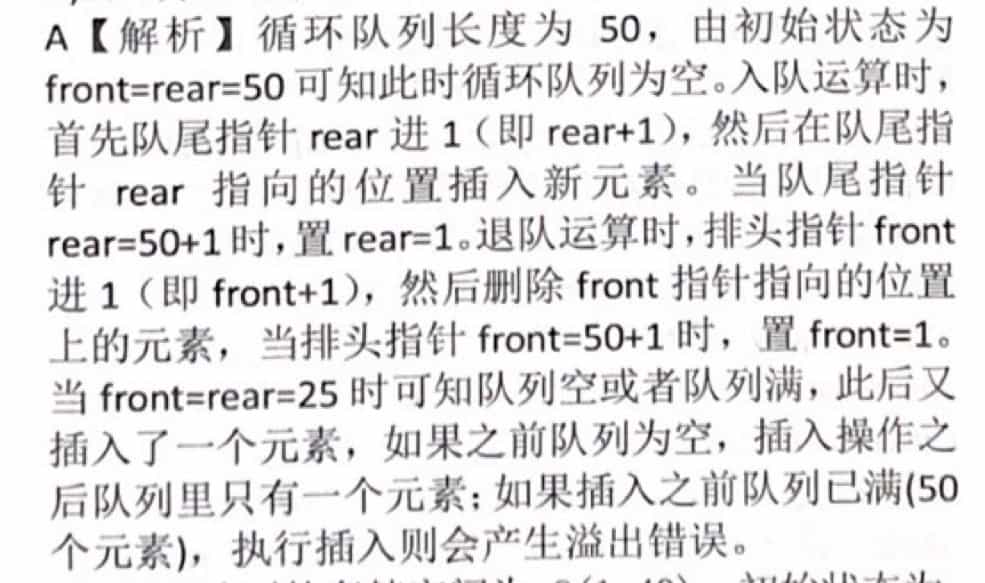 A【解析】循环队列长度为 50，由初始状态为
front=rear=50 可知此时循环队列为空。入队运算时，
首先队尾指针 rear 进 1（即 rear+1），然后在队尾指
针 rear 指向的位置插入新元素。当队尾指针
rear=50+1 时，置 rear=1。退队运算时，排头指针 front
进 1（即 front+1），然后删除 front 指针指向的位置
上的元素，当排头指针 front=50+1 时，置 front=1。
当 front=rear=25 时可知队列空或者队列满，此后又
插入了一个元素，如果之前队列为空，插入操作之
后队列里只有一个元素；如果插入之前队列已满(50
个元素)，执行插入则会产生溢出错误。